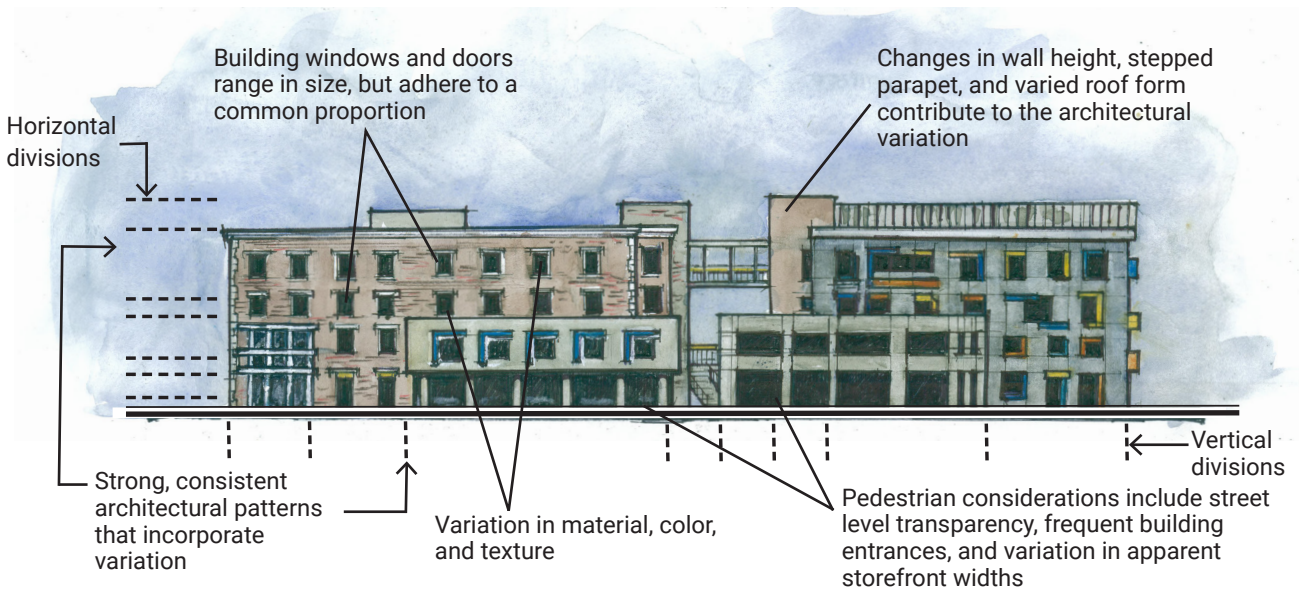 Building windows and doors
range in size, but adhere to a
common proportion
Changes in wall height, stepped
parapet, and varied roof form
contribute to the architectural
variation
Horizontal
divisions
Vertical
divisions
Strong, consistent
architectural patterns
that incorporate
variation
Variation in material, color,
and texture
Pedestrian considerations include street
level transparency, frequent building
entrances, and variation in apparent
storefront widths